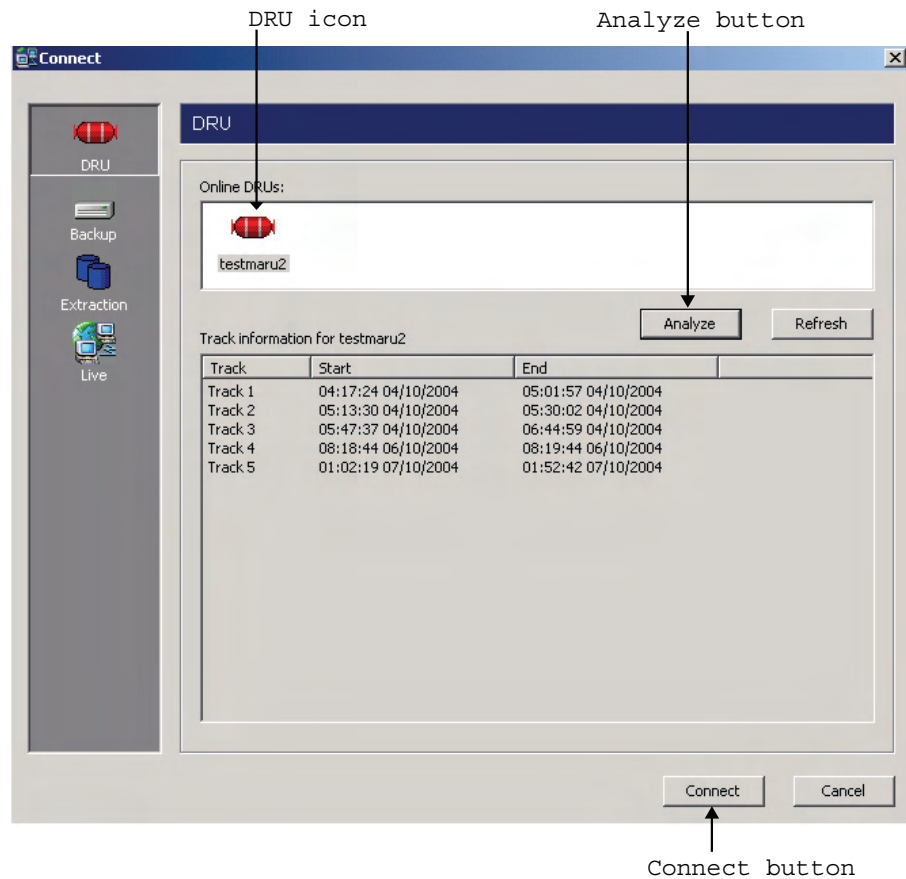 DRU icon
Analyze button
Connect
DRU
DRU
Backup
Extraction
Live
Online DRUs:
testmaru2
Analyze
Refresh
Track information for testmaru2
Track Start End
Track 1 04:17:24 04/10/2004 05:01:57 04/10/2004
Track 2 05:13:30 04/10/2004 05:30:02 04/10/2004
Track 3 05:47:37 04/10/2004 06:44:59 04/10/2004
Track 4 08:18:44 06/10/2004 08:19:44 06/10/2004
Track 5 01:02:19 07/10/2004 01:52:42 07/10/2004
Connect
Cancel
Connect button